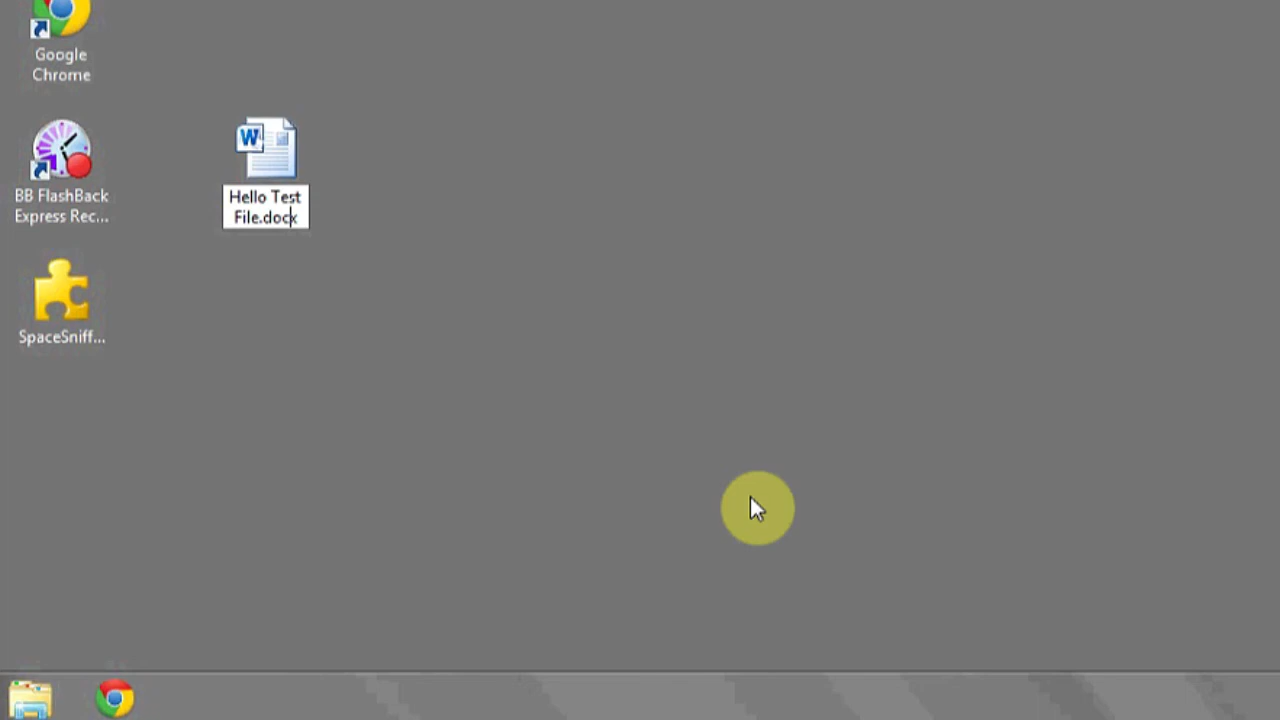 Google
Chrome
BB FlashBack
Express Rec...
Hello Test
File.docx
SpaceSniff...